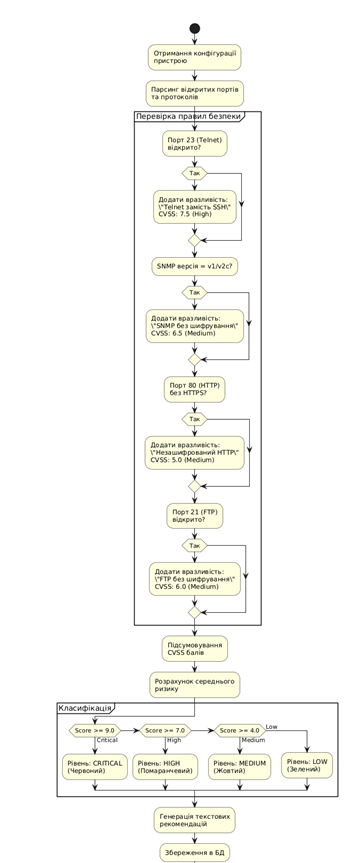 Отримання конфігурації
пристрою
Парсинг відкритих портів
та протоколів
Перевірка правил безпеки
Порт 23 (Telnet)
відкрито?
Так
Додати вразливість:
\"Telnet замість SSH\"
CVSS: 7.5 (High)
SNMP версія = v1/v2c?
Так
Додати вразливість:
\"SNMP без шифрування\"
CVSS: 6.5 (Medium)
Порт 80 (HTTP)
без HTTPS?
Так
Додати вразливість:
\"Незашифрований HTTP\"
CVSS: 5.0 (Medium)
Порт 21 (FTP)
відкрито?
Так
Додати вразливість:
\"FTP без шифрування\"
CVSS: 6.0 (Medium)
Підсумовування
CVSS балів
Розрахунок середнього
ризику
Класифікація
Score >= 9.0
Score >= 7.0
Score >= 4.0
Low
Critical
High
Medium
Рівень: CRITICAL
(Червоний)
Рівень: HIGH
(Помаранчевий)
Рівень: MEDIUM
(Жовтий)
Рівень: LOW
(Зелений)
Генерація текстових
рекомендацій
Збереження в БД